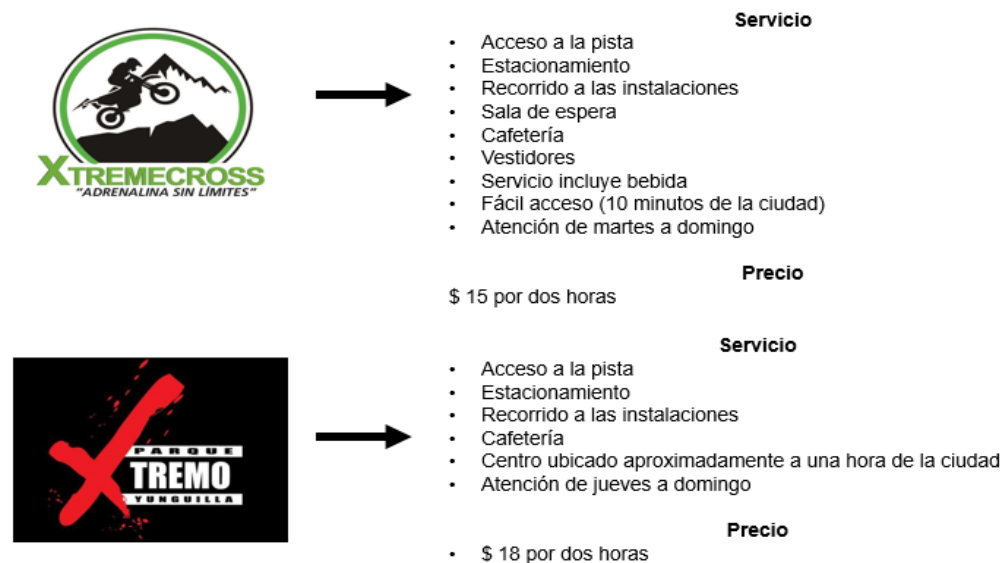 Servicio
• Acceso a la pista
• Estacionamiento
• Recorrido a las instalaciones
• Sala de espera
• Cafetería
• Vestidores
• Servicio incluye bebida
• Fácil acceso (10 minutos de la ciudad)
• Atención de martes a domingo
XTREMECROSS
"ADRENALINA SIN LÍMITES"
Precio
$ 15 por dos horas
Servicio
• Acceso a la pista
• Estacionamiento
• Recorrido a las instalaciones
• Cafetería
• Centro ubicado aproximadamente a una hora de la ciudad
• Atención de jueves a domingo
PARQUE
XTREMO
YUNGUILLA
Precio
• $ 18 por dos horas